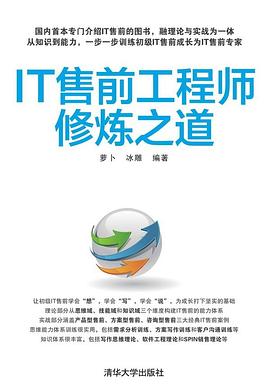 国内首本专门介绍IT售前的图书，融理论与实战为一体
从知识到能力，一步一步训练初级IT售前成长为IT售前专家
IT售前工程师
修炼之道
萝卜 冰雕 编著
让初级IT售前学会“想”，学会“写”，学会“说”，为成长打下坚实的基础
理论部分从思维域、技能域和知识域三个维度构建IT售前的能力体系
实战部分涵盖产品型售前、方案型售前、咨询型售前三大经典IT售前案例
思维能力体系训练很实用，包括需求分析训练、方案写作训练和客户沟通训练等
知识体系很丰富，包括写作思维理论、软件工程理论和SPIN销售理论等
清华大学出版社